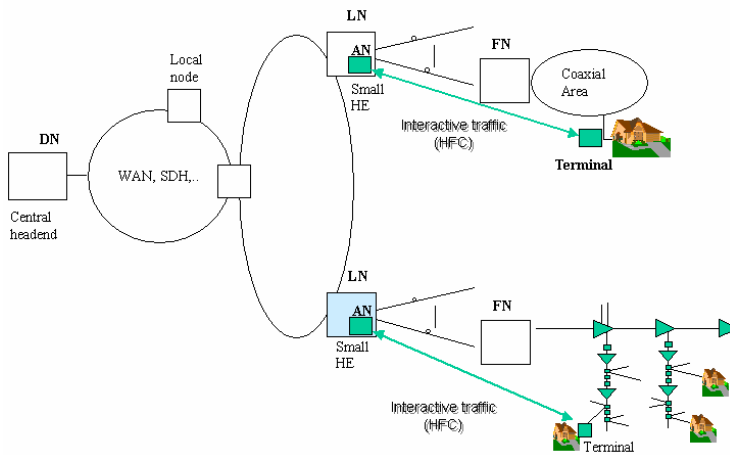 LN
AN
Small
HE
FN
Coaxial
Area
Local
node
DN
WAN, SDH,..
Central
headend
Interactive traffic
(HFC)
Terminal
LN
AN
Small
HE
FN
Interactive traffic
(HFC)
Terminal